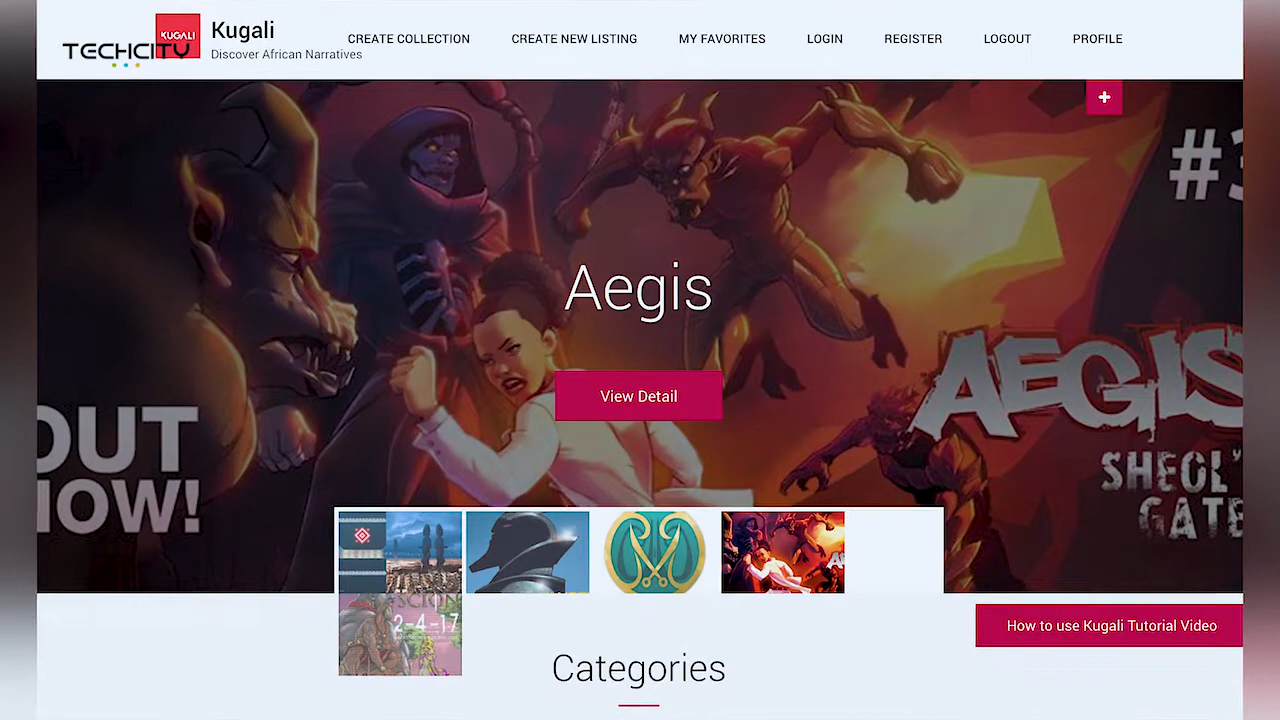 KUGALI
TECHCITY
Kugali
Discover African Narratives
CREATE COLLECTION
CREATE NEW LISTING
MY FAVORITES
LOGIN
REGISTER
LOGOUT
PROFILE
+
#3
Aegis
View Detail
OUT
NOW!
AEGIS
SHEOL'
GATE
2-4-17
How to use Kugali Tutorial Video
Categories